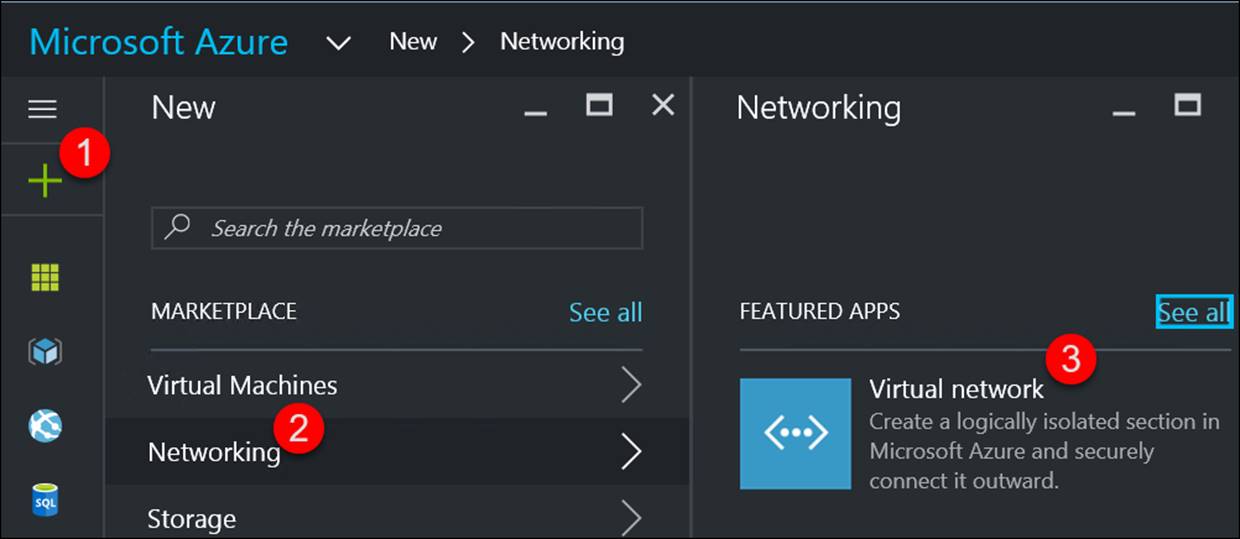 Microsoft Azure New Networking
New
1
Search the marketplace
MARKETPLACE See all
Virtual Machines
2
Networking
Storage
SQL
Networking
FEATURED APPS See all
3
Virtual network
Create a logically isolated section in
Microsoft Azure and securely
connect it outward.